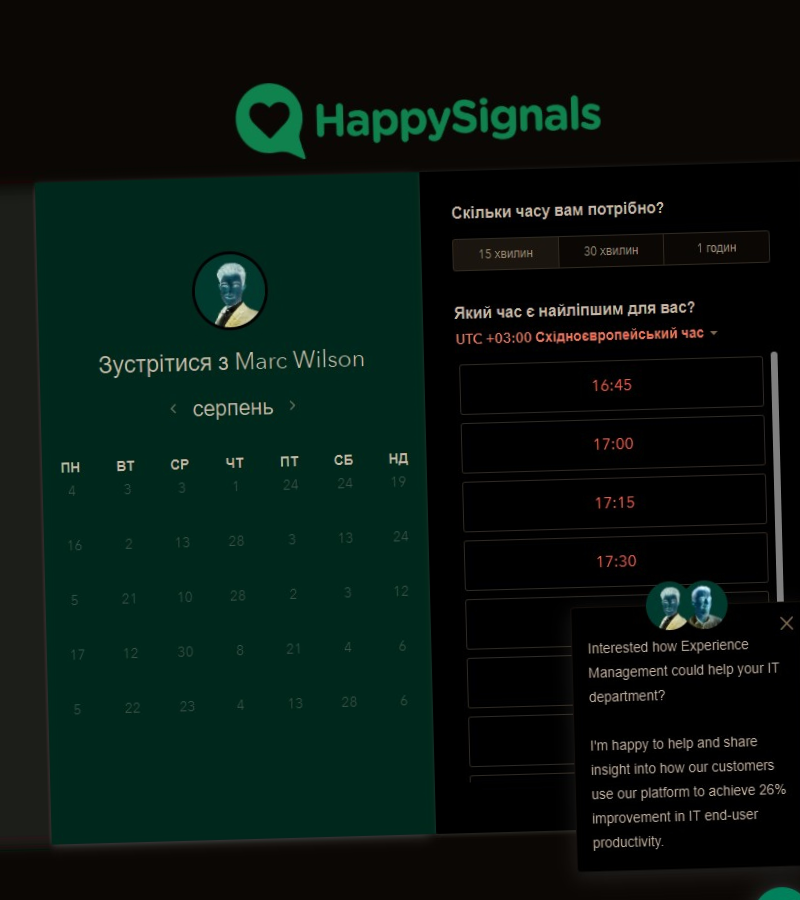 HappySignals
Зустрітися з Marc Wilson
серпень
ПН ВТ СР ЧТ ПТ СБ НД
4 3 3 1 24 24 19
16 2 13 28 3 13 24
5 21 10 28 2 3 12
17 12 30 8 21 4 6
5 22 23 4 13 28 6
Скільки часу вам потрібно?
15 хвилин 30 хвилин 1 годин
Який час є найліпшим для вас?
UTC +03:00 Східноєвропейський час
16:45
17:00
17:15
17:30
Interested how Experience
Management could help your IT
department?
I'm happy to help and share
insight into how our customers
use our platform to achieve 26%
improvement in IT end-user
productivity.